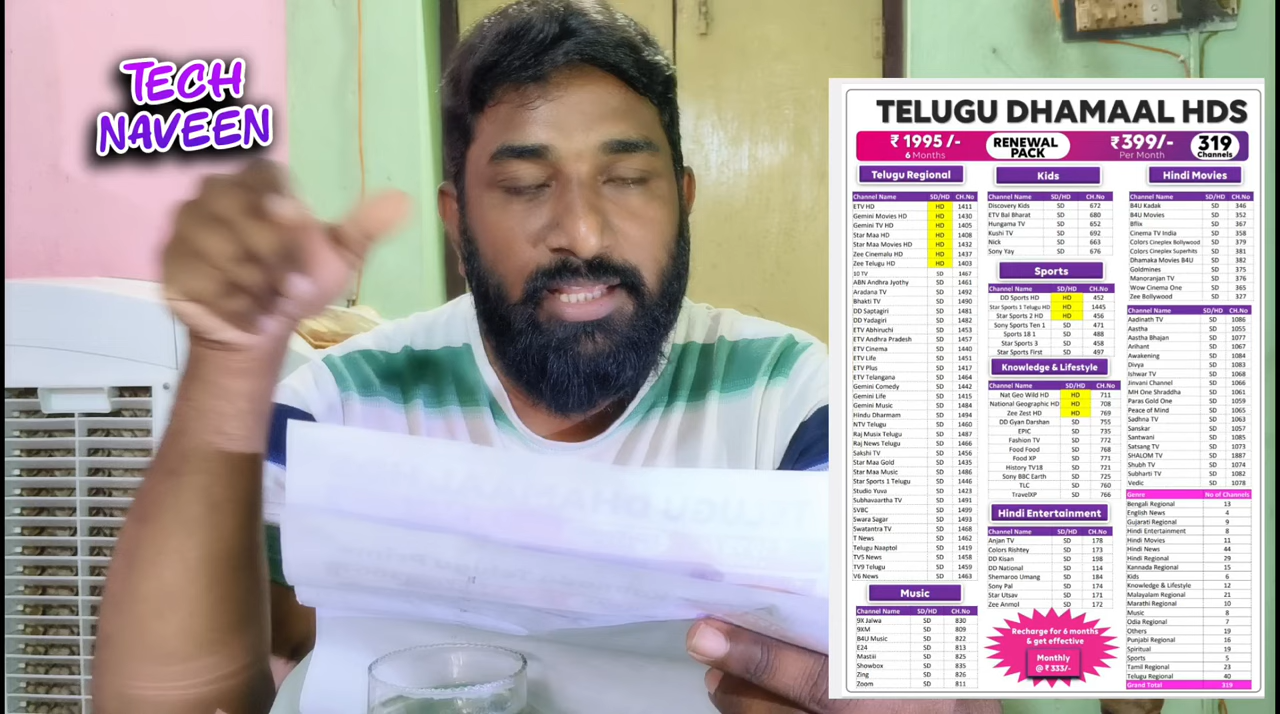 TECH
NAVEEN
TELUGU DHAMAAL HDS
₹ 1995 /-
6 Months
RENEWAL
PACK
₹399/-
Per Month
319
Channels
Telugu Regional
Channel Name SD/HD CH.No
ETV HD HD 1411
Gemini Movies HD HD 1430
Gemini TV HD HD 1405
Star Maa HD HD 1408
Star Maa Movies HD HD 1432
Zee Cinemalu HD HD 1437
Zee Telugu HD HD 1403
10 TV SD 1467
ABN Andhra Jyothy SD 1461
Aradana TV SD 1492
Bhakti TV SD 1490
DD Saptagiri SD 1481
DD Yadagiri SD 1482
ETV Abhiruchi SD 1453
ETV Andhra Pradesh SD 1457
ETV Cinema SD 1440
ETV Life SD 1451
ETV Plus SD 1417
ETV Telangana SD 1464
Gemini Comedy SD 1442
Gemini Life SD 1415
Gemini Music SD 1484
Hindu Dharmam SD 1494
NTV Telugu SD 1460
Raj Musix Telugu SD 1487
Raj News Telugu SD 1480
Sakshi TV SD 1456
Star Maa Gold SD 1435
Star Maa Music SD 1486
Star Sports 1 Telugu SD 1446
Studio Yuva SD 1423
Subhavaartha TV SD 1491
SVBC SD 1499
Swara Sagar SD 1493
Swatantra TV SD 1468
T News SD 1462
Telugu Naaptol SD 1419
TV5 News SD 1458
TV9 Telugu SD 1459
V6 News SD 1463
Music
Channel Name SD/HD CH.No
9X Jalwa SD 830
9XM SD 809
B4U Music SD 822
E24 SD 813
Mastiii SD 825
Showbox SD 835
Zing SD 826
Zoom SD 811
Kids
Channel Name SD/HD CH.No
Discovery Kids SD 672
ETV Bal Bharat SD 680
Hungama TV SD 652
Kushi TV SD 692
Nick SD 663
Sony Yay SD 676
Sports
Channel Name SD/HD CH.No
DD Sports HD HD 452
Star Sports 1 Telugu HD HD 1445
Star Sports 2 HD HD 456
Sony Sports Ten 1 SD 471
Sports 18 1 SD 488
Star Sports 3 SD 458
Star Sports First SD 497
Knowledge & Lifestyle
Channel Name SD/HD CH.No
Nat Geo Wild HD HD 711
National Geographic HD HD 708
Zee Zest HD HD 769
DD Gyan Darshan SD 755
EPIC SD 735
Fashion TV SD 772
Food Food SD 768
Food XP SD 771
History TV18 SD 721
Sony BBC Earth SD 725
TLC SD 760
TravelXP SD 766
Hindi Entertainment
Channel Name SD/HD CH.No
Anjan TV SD 178
Colors Rishtey SD 173
DD Kisan SD 198
DD National SD 114
Shemaroo Umang SD 184
Sony Pal SD 174
Star Utsav SD 171
Zee Anmol SD 172
Recharge for 6 months
& get effective
Monthly
@ ₹ 333/-
Hindi Movies
Channel Name SD/HD CH.No
B4U Kadak SD 346
B4U Movies SD 352
Bflix SD 367
Cinema TV India SD 358
Colors Cineplex Bollywood SD 379
Colors Cineplex Superhits SD 381
Dhamaka Movies B4U SD 382
Goldmines SD 375
Manoranjan TV SD 376
Wow Cinema One SD 365
Zee Bollywood SD 327
Channel Name SD/HD CH.No
Aadinath TV SD 1086
Aastha SD 1055
Aastha Bhajan SD 1077
Arihant SD 1067
Awakening SD 1084
Divya SD 1083
Ishwar TV SD 1068
Jinvani Channel SD 1066
MH One Shraddha SD 1061
Paras Gold One SD 1059
Peace of Mind SD 1065
Sadhna TV SD 1063
Sanskar SD 1057
Santwani SD 1085
Satsang TV SD 1073
SHALOM TV SD 1887
Shubh TV SD 1074
Subharti TV SD 1082
Vedic SD 1078
Genre No of Channels
Bengali Regional 13
English News 4
Gujarati Regional 9
Hindi Entertainment 8
Hindi Movies 11
Hindi News 44
Hindi Regional 29
Kannada Regional 15
Kids 6
Knowledge & Lifestyle 12
Malayalam Regional 21
Marathi Regional 10
Music 8
Odia Regional 7
Others 19
Punjabi Regional 16
Spiritual 19
Sports 5
Tamil Regional 23
Telugu Regional 40
Grand Total 319